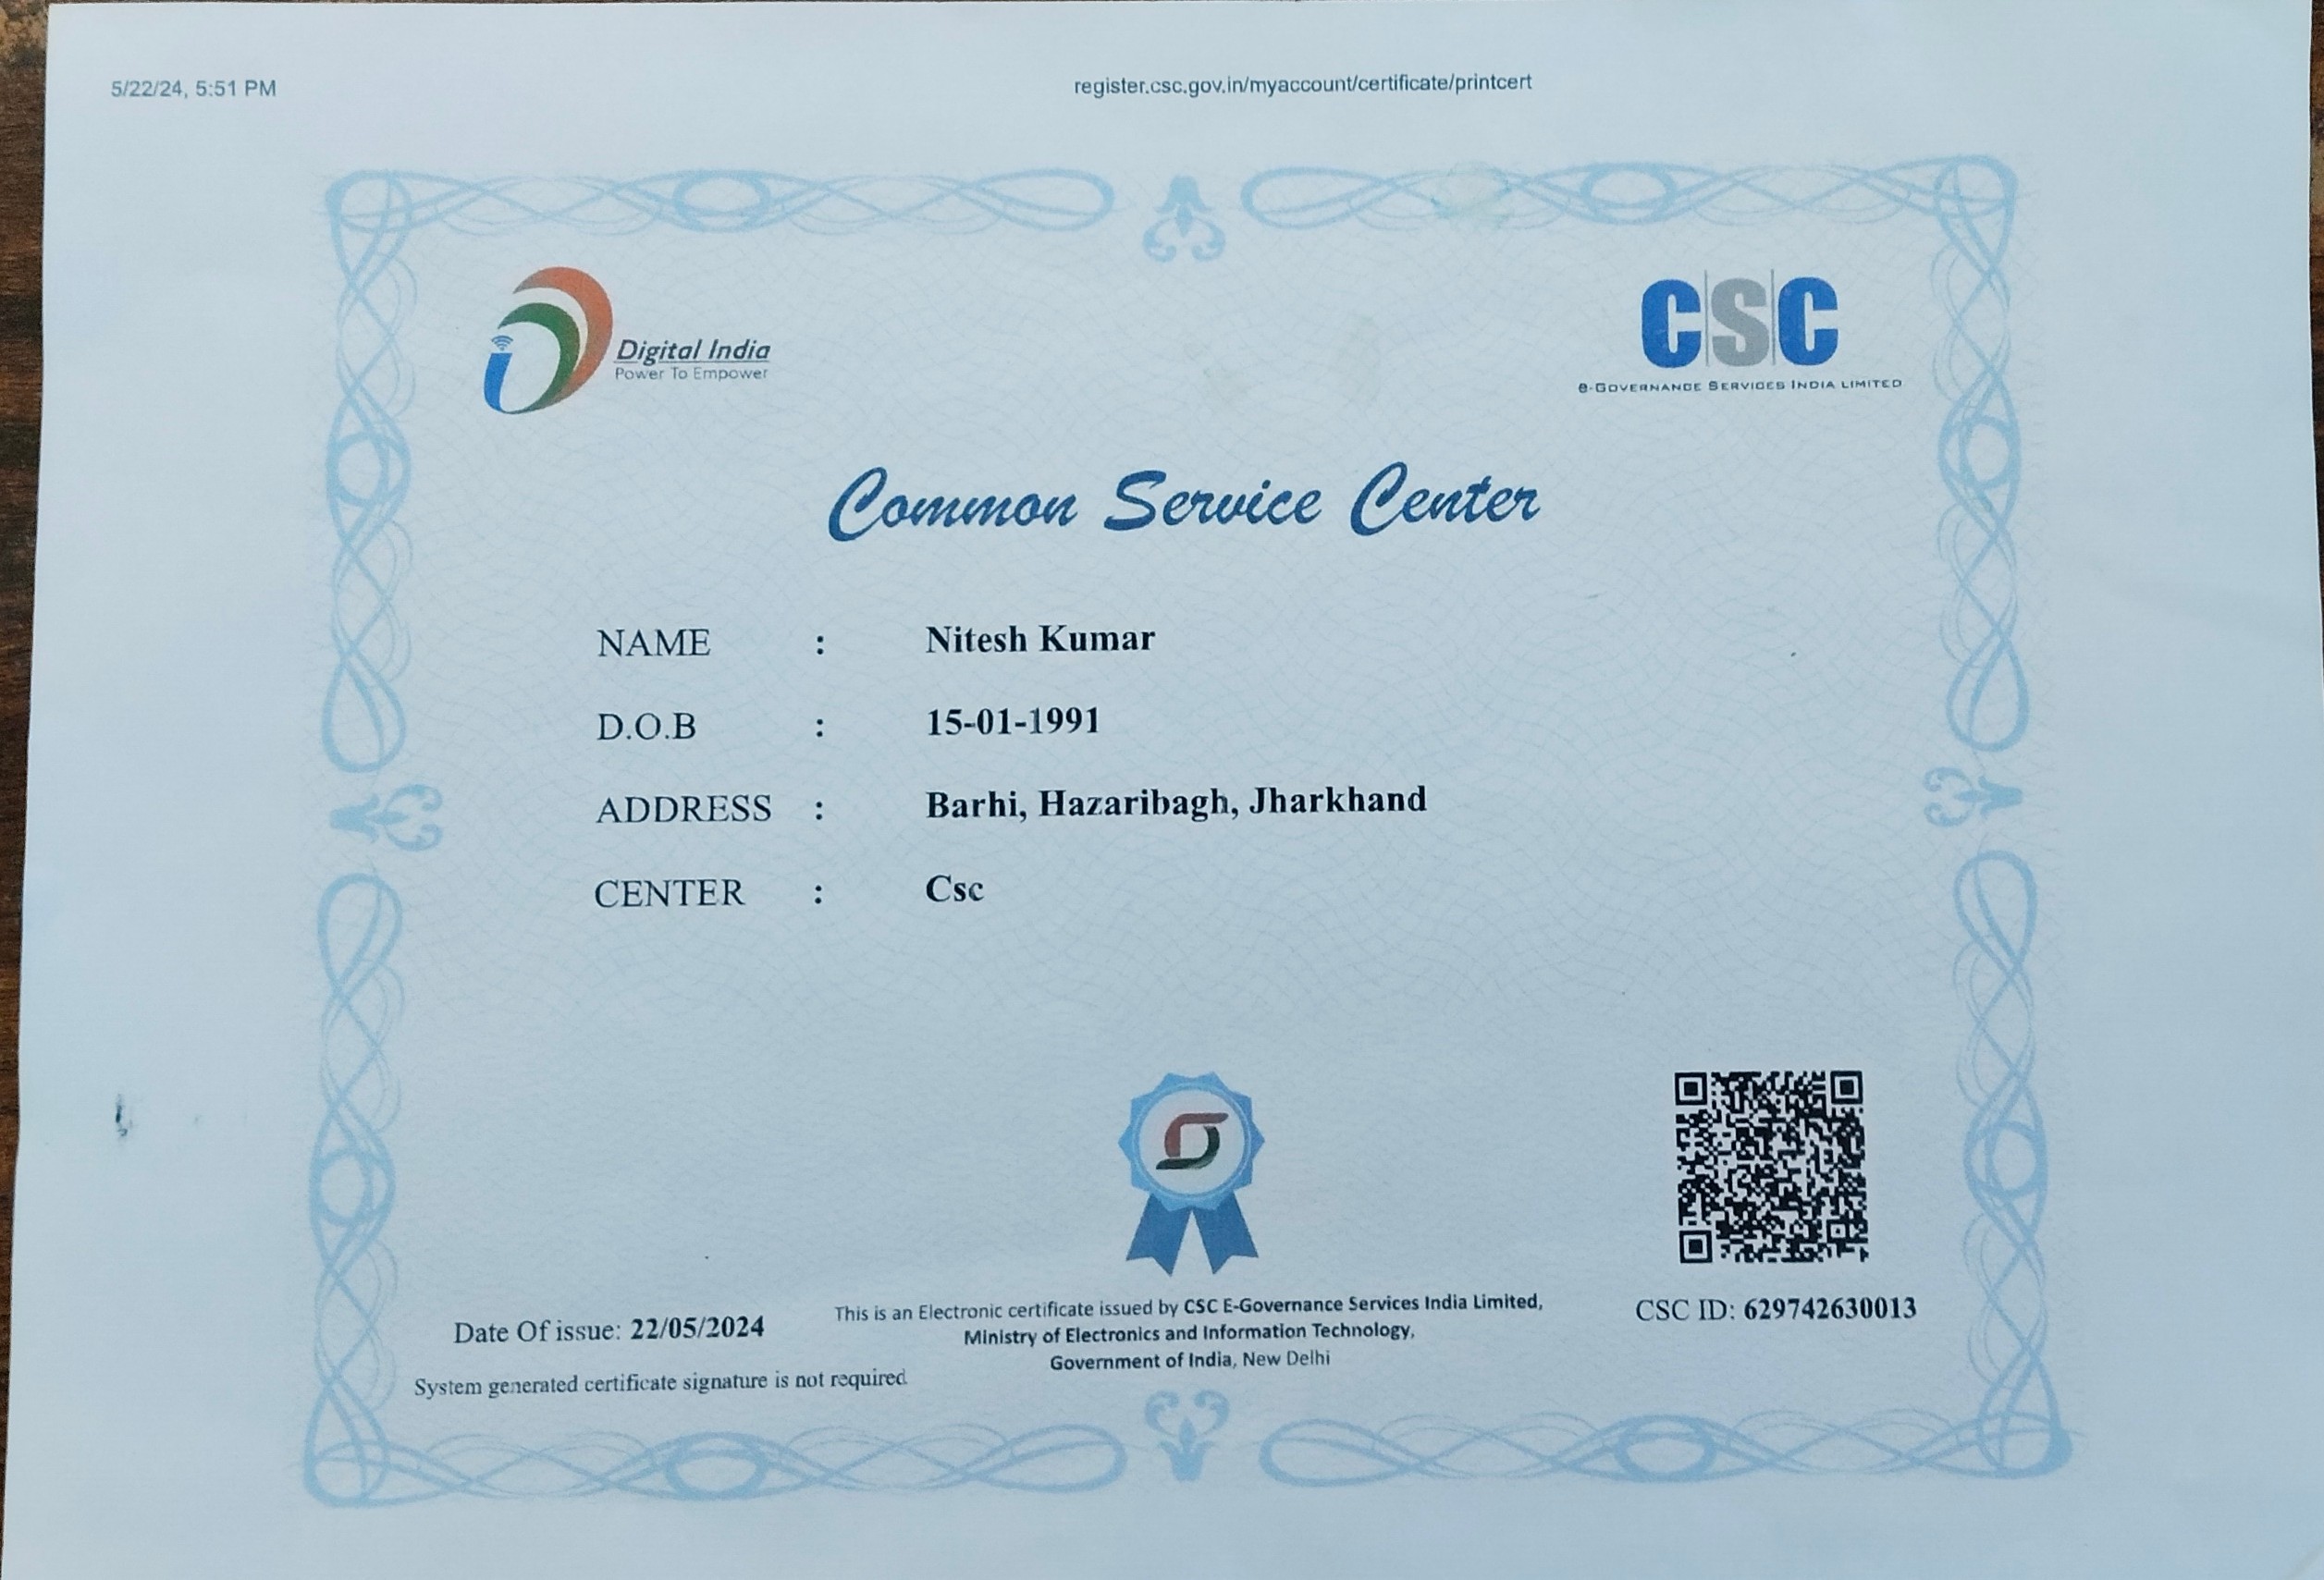 5/22/24, 5:51 PM
register.csc.gov.in/myaccount/certificate/printcert
Digital India
Power To Empower
CSC
e-Governance Services India Limited
Common Service Center
NAME : Nitesh Kumar
D.O.B : 15-01-1991
ADDRESS : Barhi, Hazaribagh, Jharkhand
CENTER : Csc
Date Of issue: 22/05/2024
System generated certificate signature is not required
This is an Electronic certificate issued by CSC E-Governance Services India Limited,
Ministry of Electronics and Information Technology,
Government of India, New Delhi
CSC ID: 629742630013